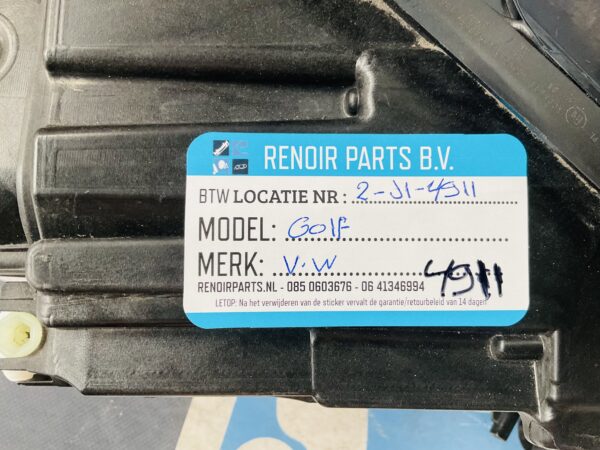 RENOIR PARTS B.V.
BTW LOCATIE NR : 2-J1-4911
MODEL: Golf
MERK: V.W
RENOIRPARTS.NL - 085 0603676 - 06 41346994
4911
LETOP: Na het verwijderen van de sticker vervalt de garantie/retourbeleid van 14 dagen